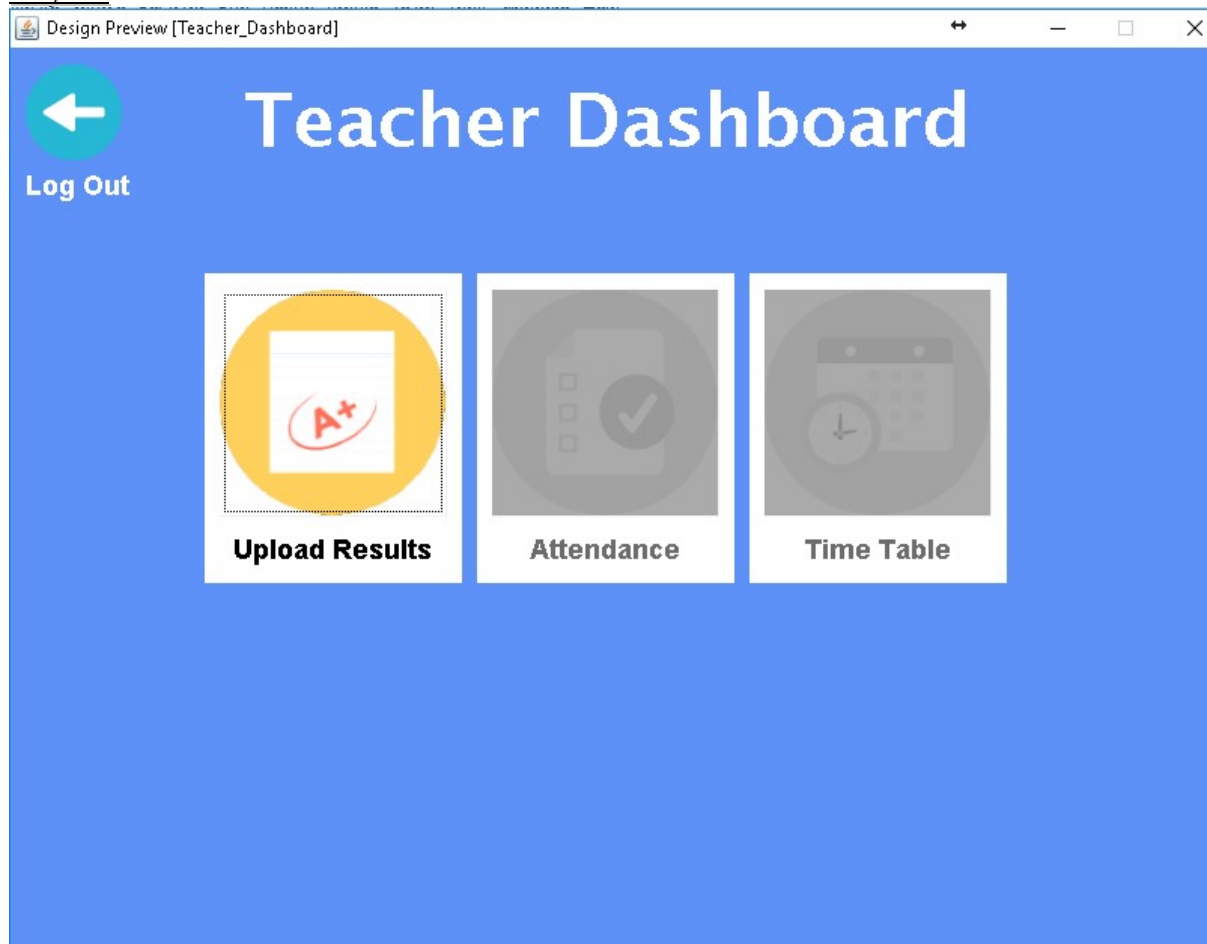 Design Preview [Teacher_Dashboard]
Teacher Dashboard
Log Out
A+
Upload Results
Attendance
Time Table